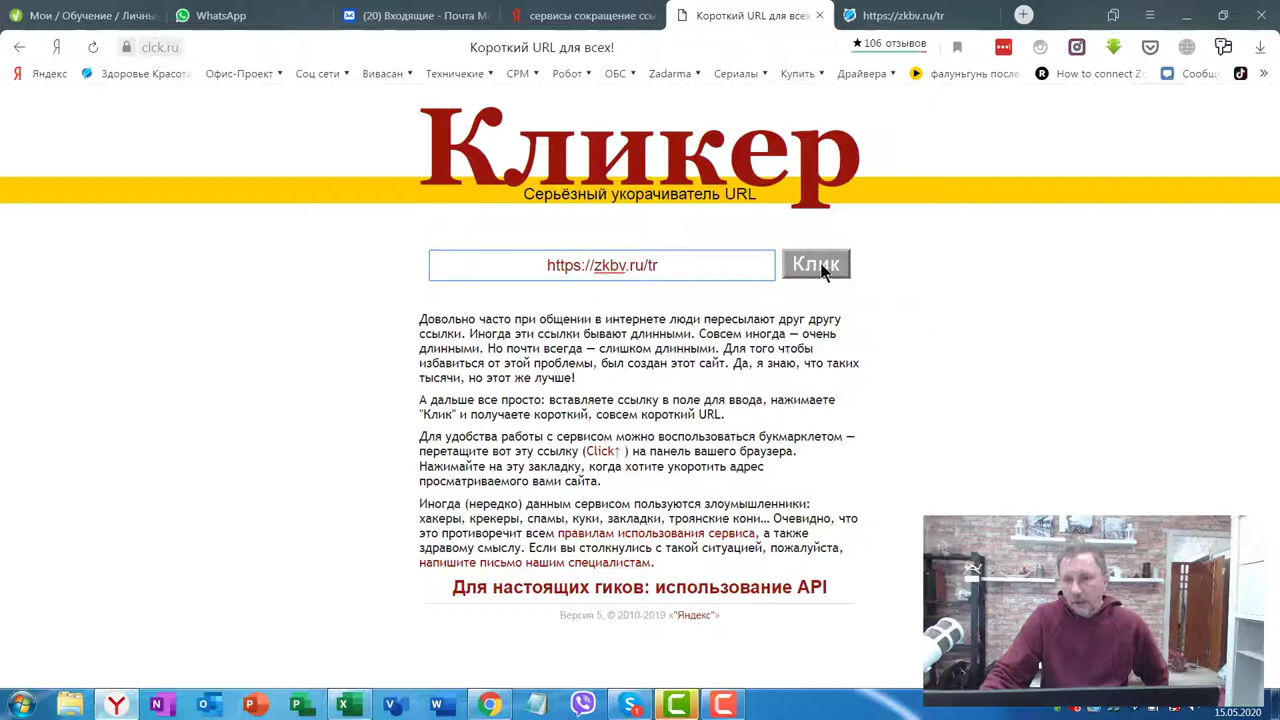 Мои / Объявления / Личны
WhatsApp
(20) Входящие - Почта M
сервисы сокращение ссы
Короткий URL для всех
https://zkbv.ru/tr
clck.ru
Короткий URL для всех!
★106 отзывов
Яндекс
Здоровье Красота
Офис-Проект
Соц сети
Вивасан
Технические
СРМ
Робот
ОБС
Zadarma
Сериалы
Купить
Драйвера
фалуньгунь после
How to connect Zo
Сообщ
Кликер
Серьёзный укорачиватель URL
https://zkbv.ru/tr
Клик
Довольно часто при общении в интернете люди пересылают друг другу
ссылки. Иногда эти ссылки бывают длинными. Совсем иногда — очень
длинными. Но почти всегда — слишком длинными. Для того чтобы
избавиться от этой проблемы, был создан этот сайт. Да, я знаю, что таких
тысячи, но этот же лучше!
А дальше все просто: вставляете ссылку в поле для ввода, нажимаете
"Клик" и получаете короткий, совсем короткий URL.
Для удобства работы с сервисом можно воспользоваться букмарклетом —
перетащите вот эту ссылку (Click↑ ) на панель вашего браузера.
Нажимайте на эту закладку, когда хотите укоротить адрес
просматриваемого вами сайта.
Иногда (нередко) данным сервисом пользуются злоумышленники:
хакеры, крекеры, спамы, куки, закладки, троянские кони... Очевидно, что
это противоречит всем правилам использования сервиса, а также
здравому смыслу. Если вы столкнулись с такой ситуацией, пожалуйста,
напишите письмо нашим специалистам.
Для настоящих гиков: использование API
Версия 5, © 2010-2019 «"Яндекс"»
15.05.2020